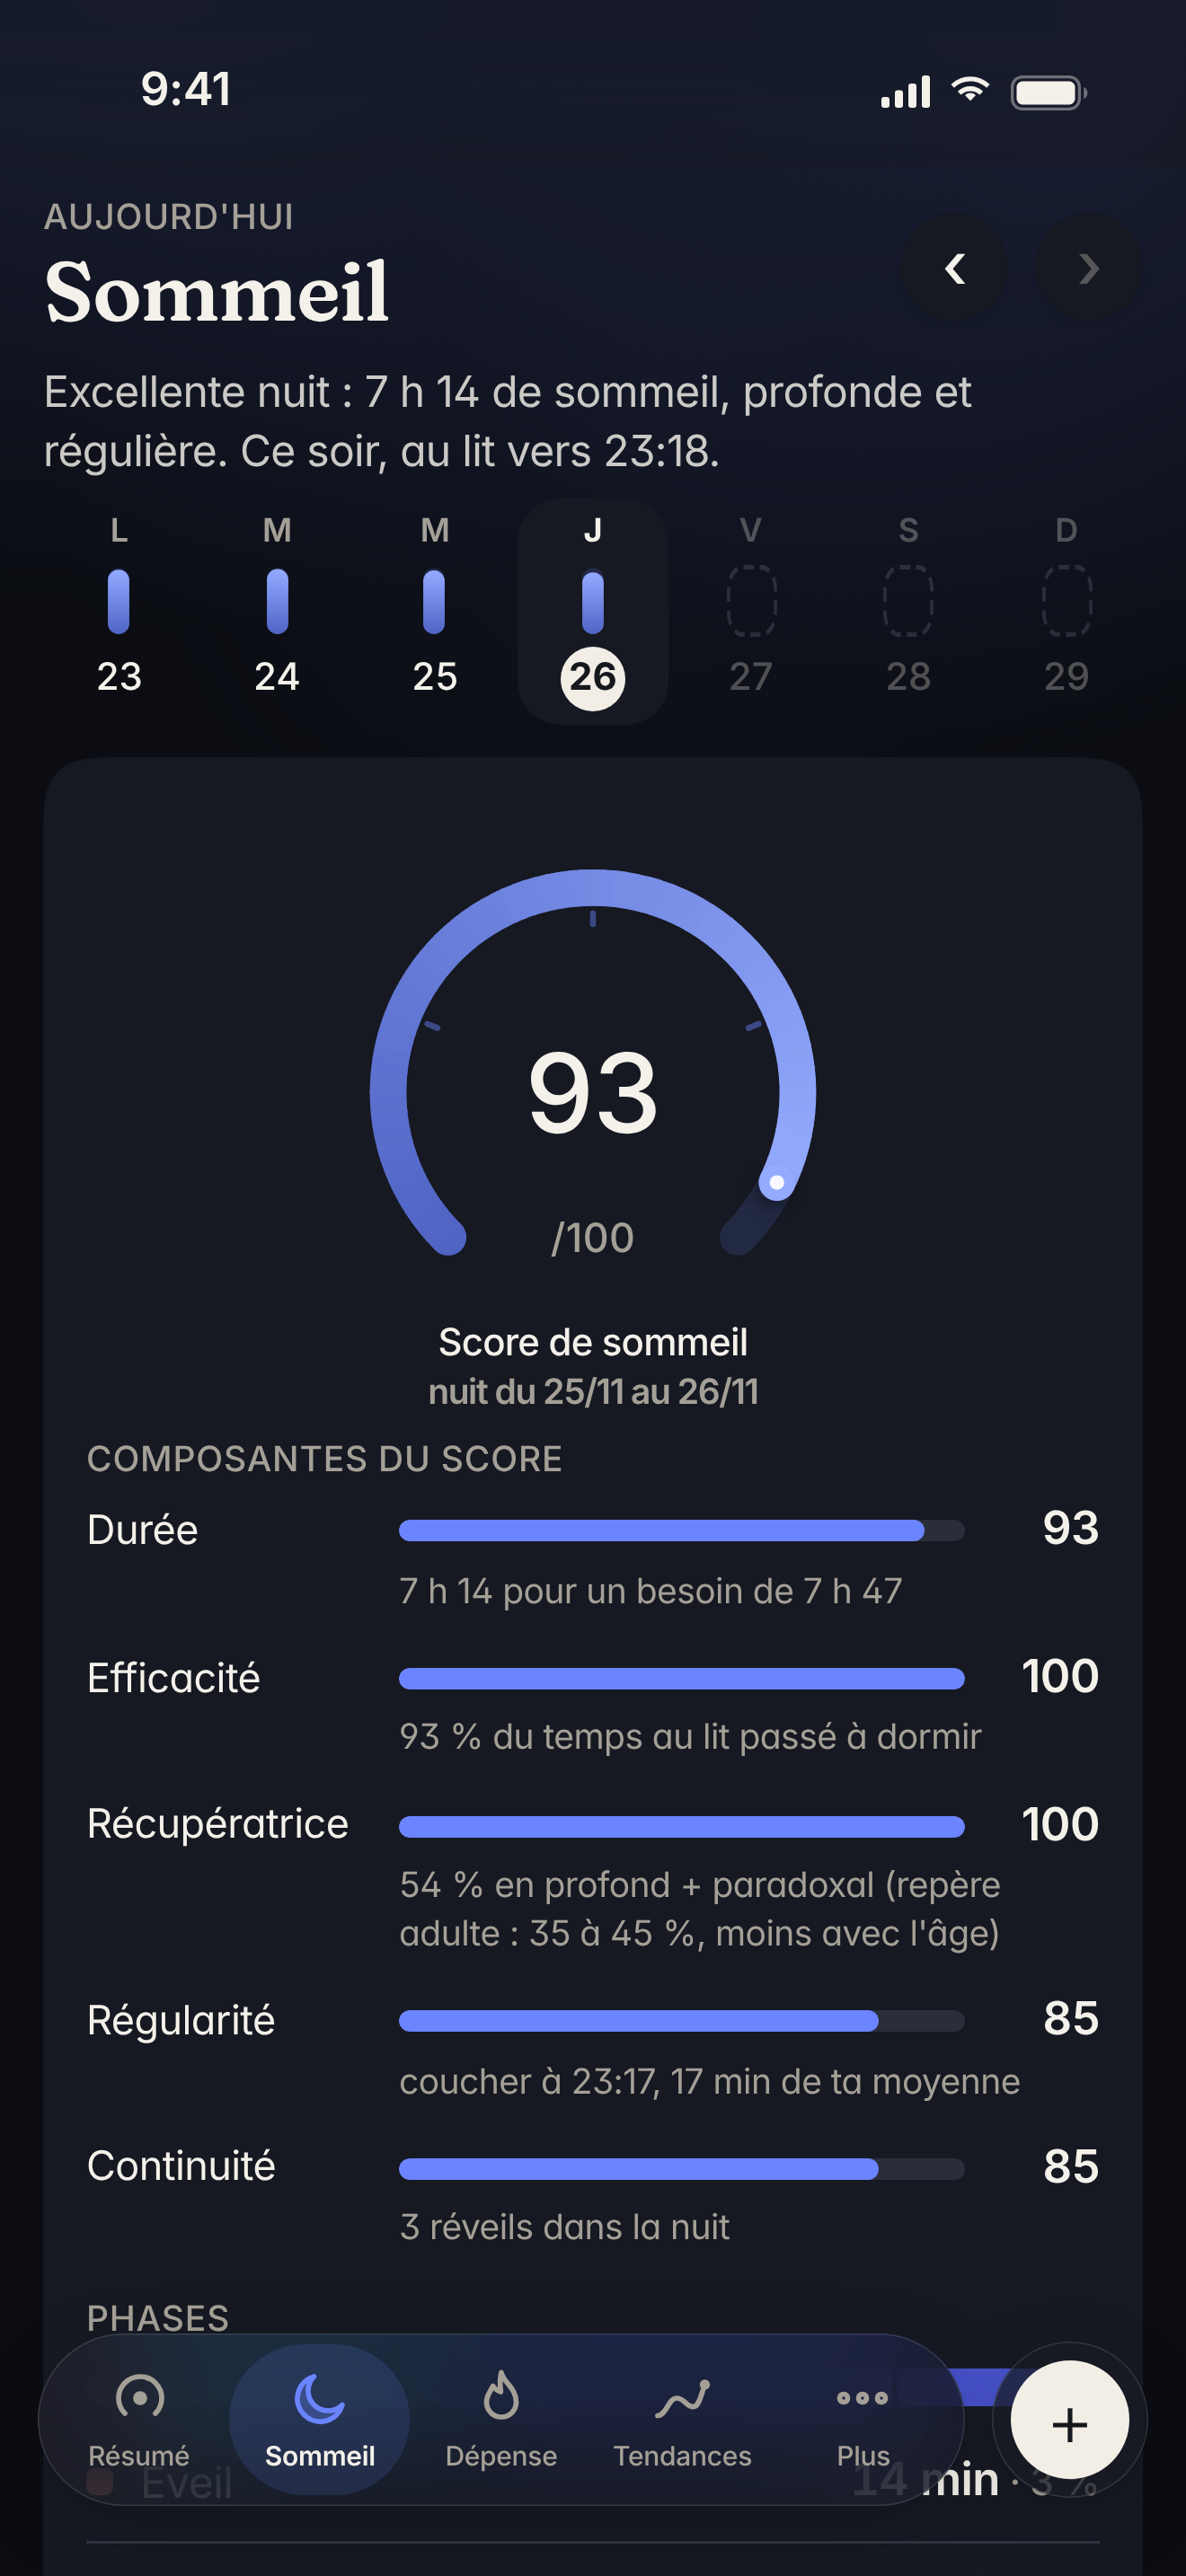 9:41
AUJOURD'HUI
Sommeil
Excellente nuit : 7 h 14 de sommeil, profonde et
régulière. Ce soir, au lit vers 23:18.
L M M J V S D
23 24 25 26 27 28 29
93
/100
Score de sommeil
nuit du 25/11 au 26/11
COMPOSANTES DU SCORE
Durée 93
7 h 14 pour un besoin de 7 h 47
Efficacité 100
93 % du temps au lit passé à dormir
Récupératrice 100
54 % en profond + paradoxal (repère
adulte : 35 à 45 %, moins avec l'âge)
Régularité 85
coucher à 23:17, 17 min de ta moyenne
Continuité 85
3 réveils dans la nuit
PHASES
Résumé Sommeil Dépense Tendances Plus +
Éveil 14 min · 3 %